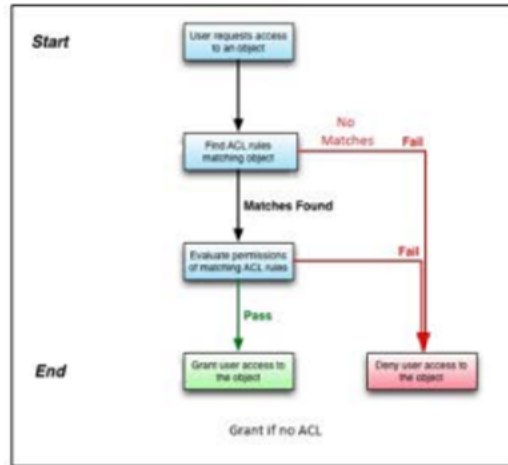 Start
User requests access
to an object
No
Matches
Fail
Find ACL rules
matching object
Matches Found
Evaluate permissions
of matching ACL rules
Fail
Pass
End
Grant user access to
the object
Deny user access to
the object
Grant if no ACL